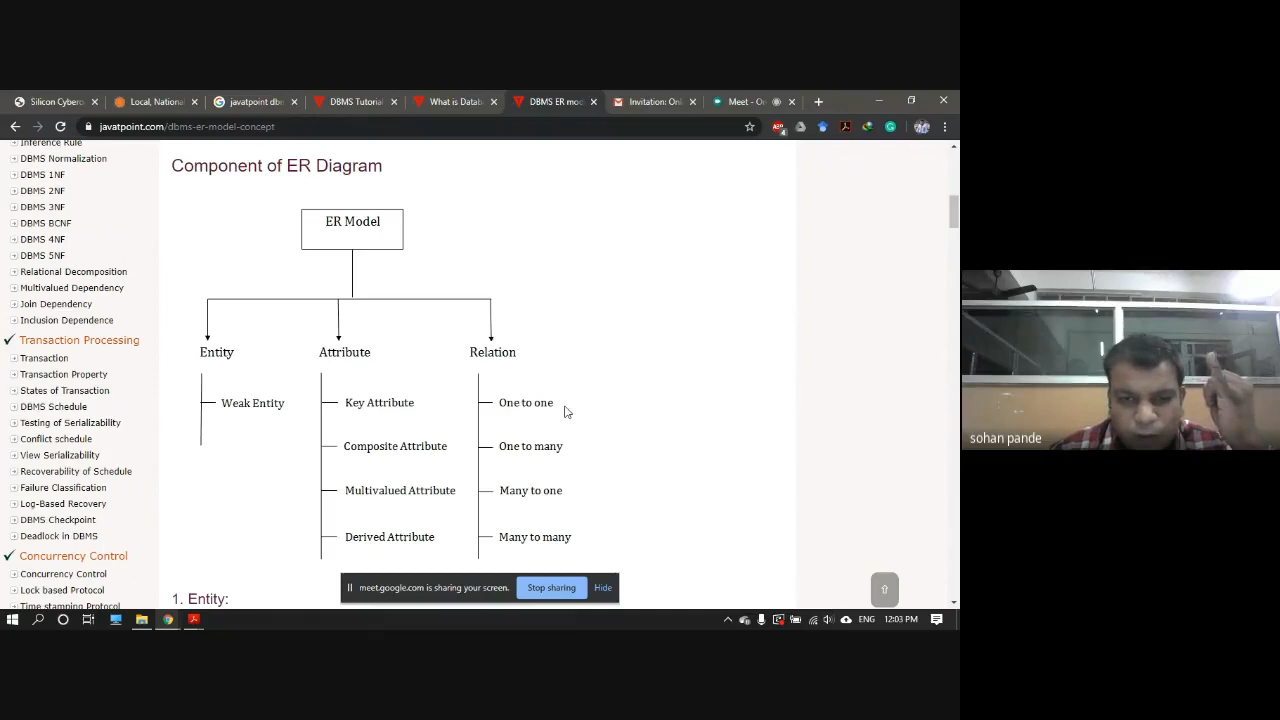 Silicon Cyberc
Local, National
javatpoint dbm
DBMS Tutorial
What is Datab
DBMS ER mod
Invitation: Onl
Meet - On
javatpoint.com/dbms-er-model-concept
Inference Rule
DBMS Normalization
DBMS 1NF
DBMS 2NF
DBMS 3NF
DBMS BCNF
DBMS 4NF
DBMS 5NF
Relational Decomposition
Multivalued Dependency
Join Dependency
Inclusion Dependence
Transaction Processing
Transaction
Transaction Property
States of Transaction
DBMS Schedule
Testing of Serializability
Conflict schedule
View Serializability
Recoverability of Schedule
Failure Classification
Log-Based Recovery
DBMS Checkpoint
Deadlock in DBMS
Concurrency Control
Concurrency Control
Lock based Protocol
Time stamping Protocol
Component of ER Diagram
ER Model
Entity Attribute Relation
Weak Entity Key Attribute One to one
Composite Attribute One to many
Multivalued Attribute Many to one
Derived Attribute Many to many
1. Entity:
meet.google.com is sharing your screen. Stop sharing Hide
ENG 12:03 PM
sohan pande